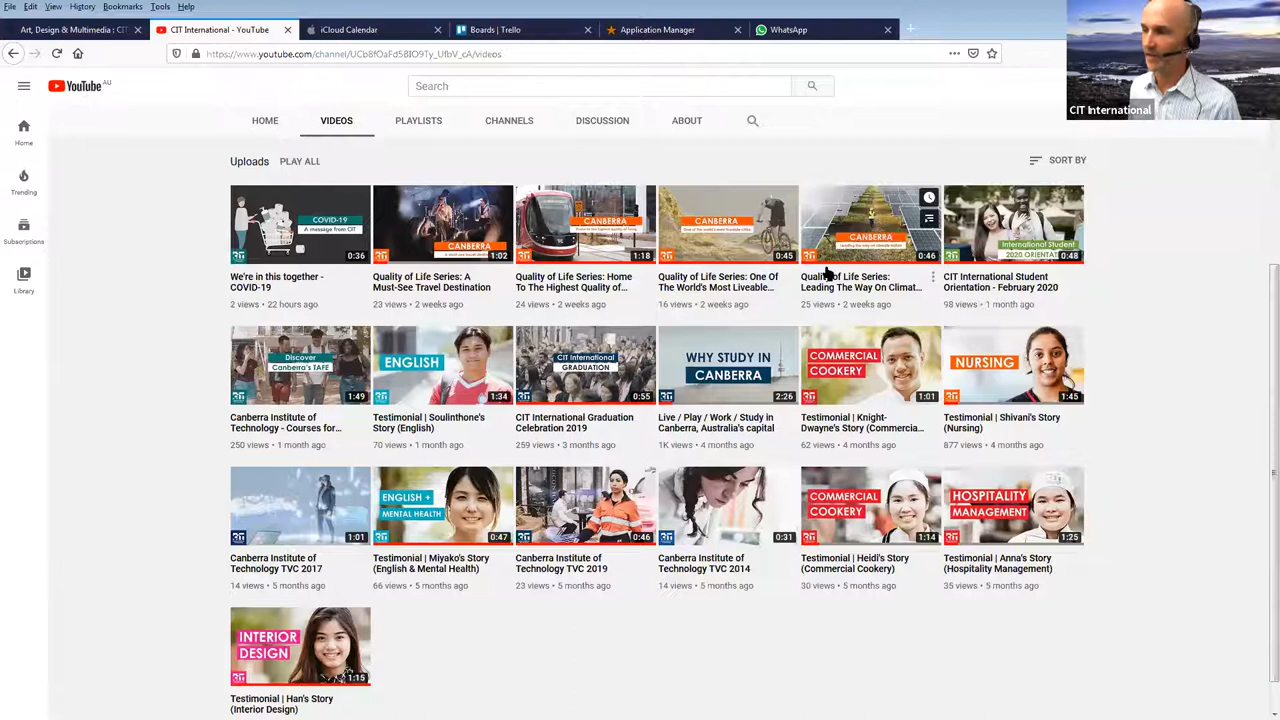 File Edit View History Bookmarks Tools Help
Art, Design & Multimedia : CIT
CIT International - YouTube
iCloud Calendar
Boards | Trello
Application Manager
WhatsApp
YouTube AU
Search
CIT International
HOME VIDEOS PLAYLISTS CHANNELS DISCUSSION ABOUT
Home
Trending
Subscriptions
Library
Uploads PLAY ALL
SORT BY
COVID-19
A message from CIT
0:36
CANBERRA
1:02
CANBERRA
1:18
CANBERRA
0:45
CANBERRA
Leading the way on climate action
0:46
International Student
2020 ORIENTATION
0:48
We're in this together -
COVID-19
2 views • 22 hours ago
Quality of Life Series: A
Must-See Travel Destination
23 views • 2 weeks ago
Quality of Life Series: Home
To The Highest Quality of...
24 views • 2 weeks ago
Quality of Life Series: One Of
The World's Most Liveable...
16 views • 2 weeks ago
Quality of Life Series:
Leading The Way On Climat...
25 views • 2 weeks ago
CIT International Student
Orientation - February 2020
98 views • 1 month ago
Discover
Canberra's TAFE
1:49
ENGLISH
1:34
CIT International
GRADUATION
0:55
WHY STUDY IN
CANBERRA
2:26
COMMERCIAL
COOKERY
1:01
NURSING
1:45
Canberra Institute of
Technology - Courses for...
250 views • 1 month ago
Testimonial | Soulinthone's
Story (English)
70 views • 1 month ago
CIT International Graduation
Celebration 2019
259 views • 3 months ago
Live / Play / Work / Study in
Canberra, Australia's capital
1K views • 4 months ago
Testimonial | Knight-
Dwayne's Story (Commercia...
62 views • 4 months ago
Testimonial | Shivani's Story
(Nursing)
877 views • 4 months ago
1:01
ENGLISH +
MENTAL HEALTH
0:47
0:46
0:31
COMMERCIAL
COOKERY
1:14
HOSPITALITY
MANAGEMENT
1:25
Canberra Institute of
Technology TVC 2017
14 views • 5 months ago
Testimonial | Miyako's Story
(English & Mental Health)
66 views • 5 months ago
Canberra Institute of
Technology TVC 2019
23 views • 5 months ago
Canberra Institute of
Technology TVC 2014
14 views • 5 months ago
Testimonial | Heidi's Story
(Commercial Cookery)
30 views • 5 months ago
Testimonial | Anna's Story
(Hospitality Management)
35 views • 5 months ago
INTERIOR
DESIGN
1:15
Testimonial | Han's Story
(Interior Design)